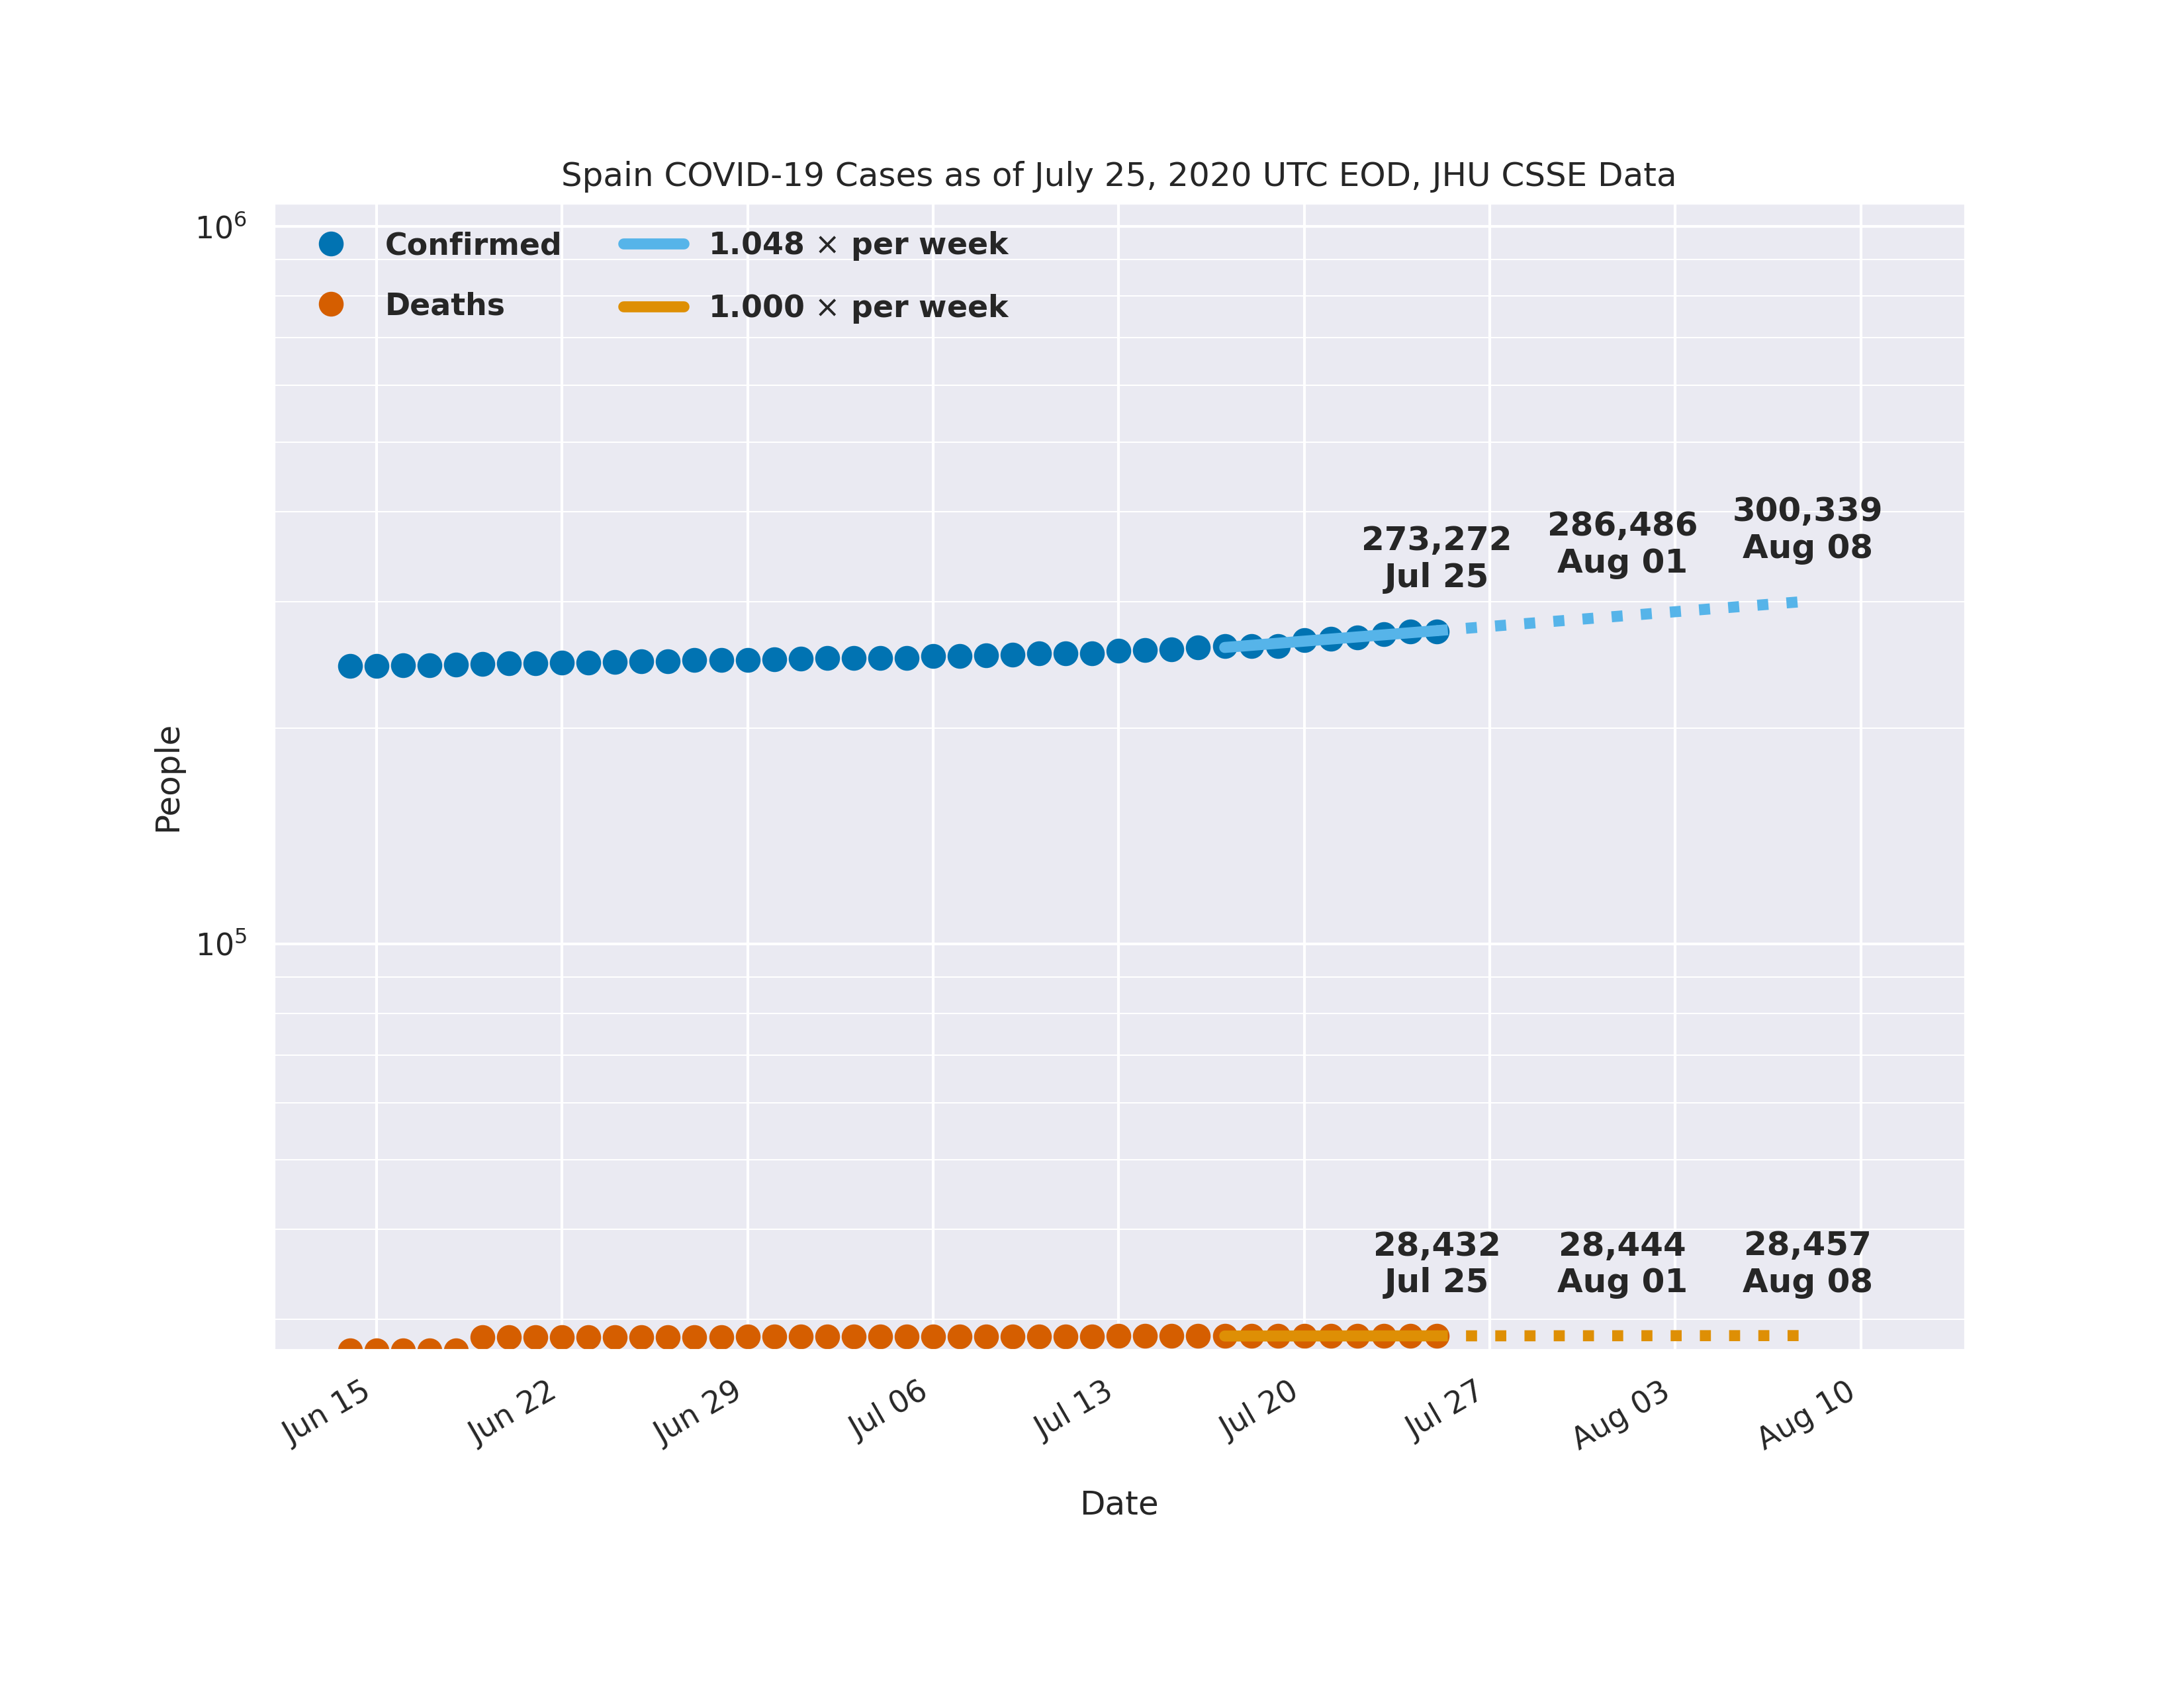 Spain COVID-19 Cases as of July 25, 2020 UTC EOD, JHU CSSE Data
10⁶
Confirmed
Deaths
1.048 × per week
1.000 × per week
273,272
Jul 25
286,486
Aug 01
300,339
Aug 08
People
10⁵
28,432
Jul 25
28,444
Aug 01
28,457
Aug 08
Jun 15
Jun 22
Jun 29
Jul 06
Jul 13
Jul 20
Jul 27
Aug 03
Aug 10
Date